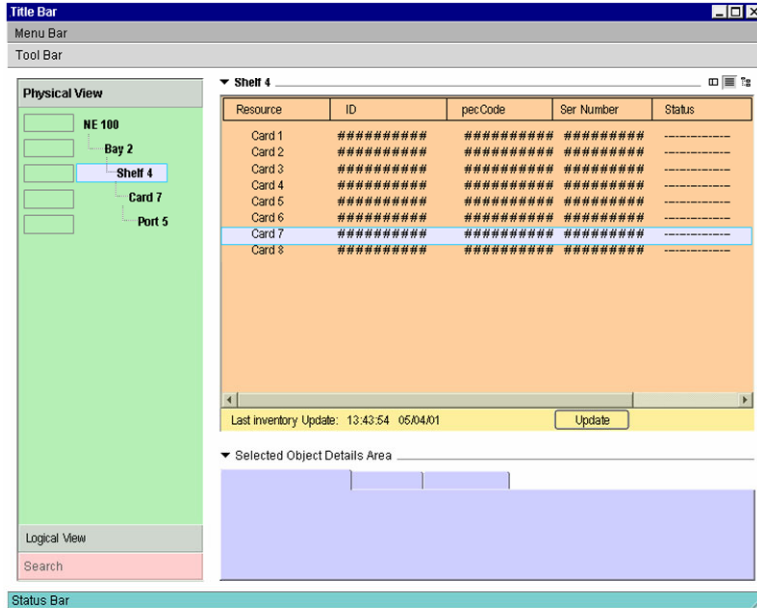 Title Bar
Menu Bar
Tool Bar
Physical View
NE 100
Bay 2
Shelf 4
Card 7
Port 5
Logical View
Search
Shelf 4
Resource ID pecCode Ser Number Status
Card 1 ########## ########## ######### ---------------
Card 2 ########## ########## ######### ---------------
Card 3 ########## ########## ######### ---------------
Card 4 ########## ########## ######### ---------------
Card 5 ########## ########## ######### ---------------
Card 6 ########## ########## ######### ---------------
Card 7 ########## ########## ######### ---------------
Card 8 ########## ########## ######### ---------------
Last inventory Update: 13:43:54 05/04/01 Update
Selected Object Details Area
Status Bar